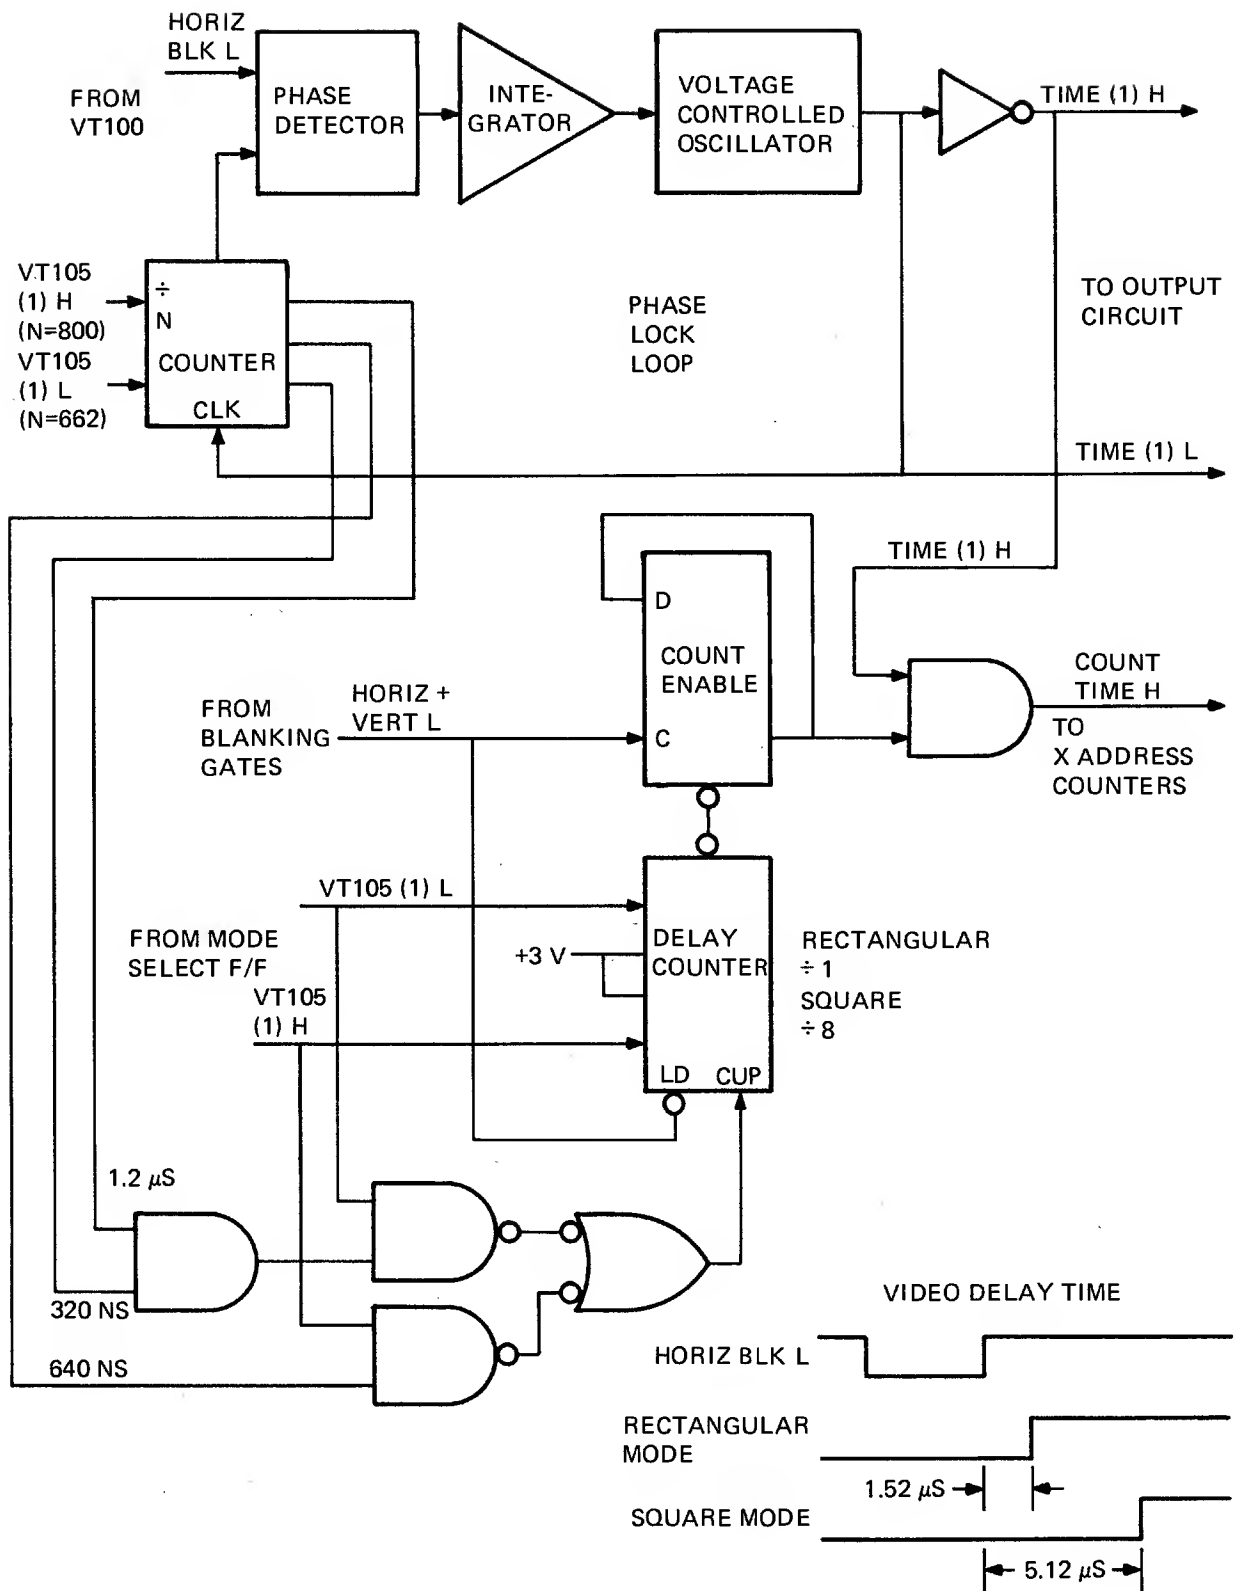 HORIZ
BLK L
FROM
VT100
PHASE
DETECTOR
INTE-
GRATOR
VOLTAGE
CONTROLLED
OSCILLATOR
TIME (1) H
VT105
(1) H
(N=800)
VT105
(1) L
(N=662)
÷
N
COUNTER
CLK
PHASE
LOCK
LOOP
TO OUTPUT
CIRCUIT
TIME (1) L
TIME (1) H
D
COUNT
ENABLE
C
FROM
BLANKING
GATES
HORIZ +
VERT L
COUNT
TIME H
TO
X ADDRESS
COUNTERS
VT105 (1) L
FROM MODE
SELECT F/F
VT105
(1) H
+3 V
DELAY
COUNTER
LD CUP
RECTANGULAR
÷ 1
SQUARE
÷ 8
1.2 µS
320 NS
640 NS
VIDEO DELAY TIME
HORIZ BLK L
RECTANGULAR
MODE
1.52 µS
SQUARE MODE
5.12 µS